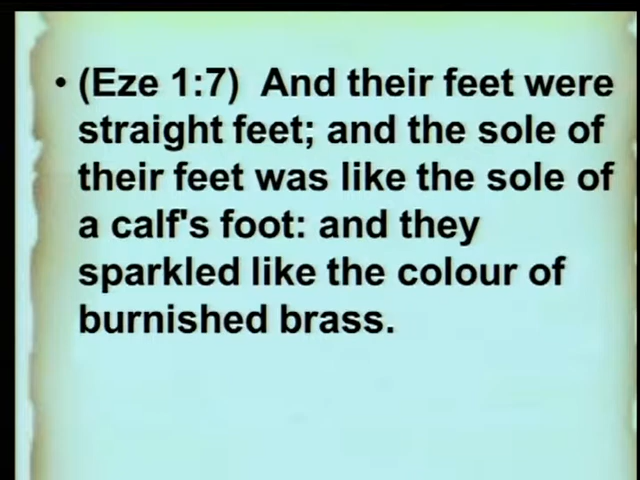 • (Eze 1:7)  And their feet were
straight feet; and the sole of
their feet was like the sole of
a calf's foot: and they
sparkled like the colour of
burnished brass.